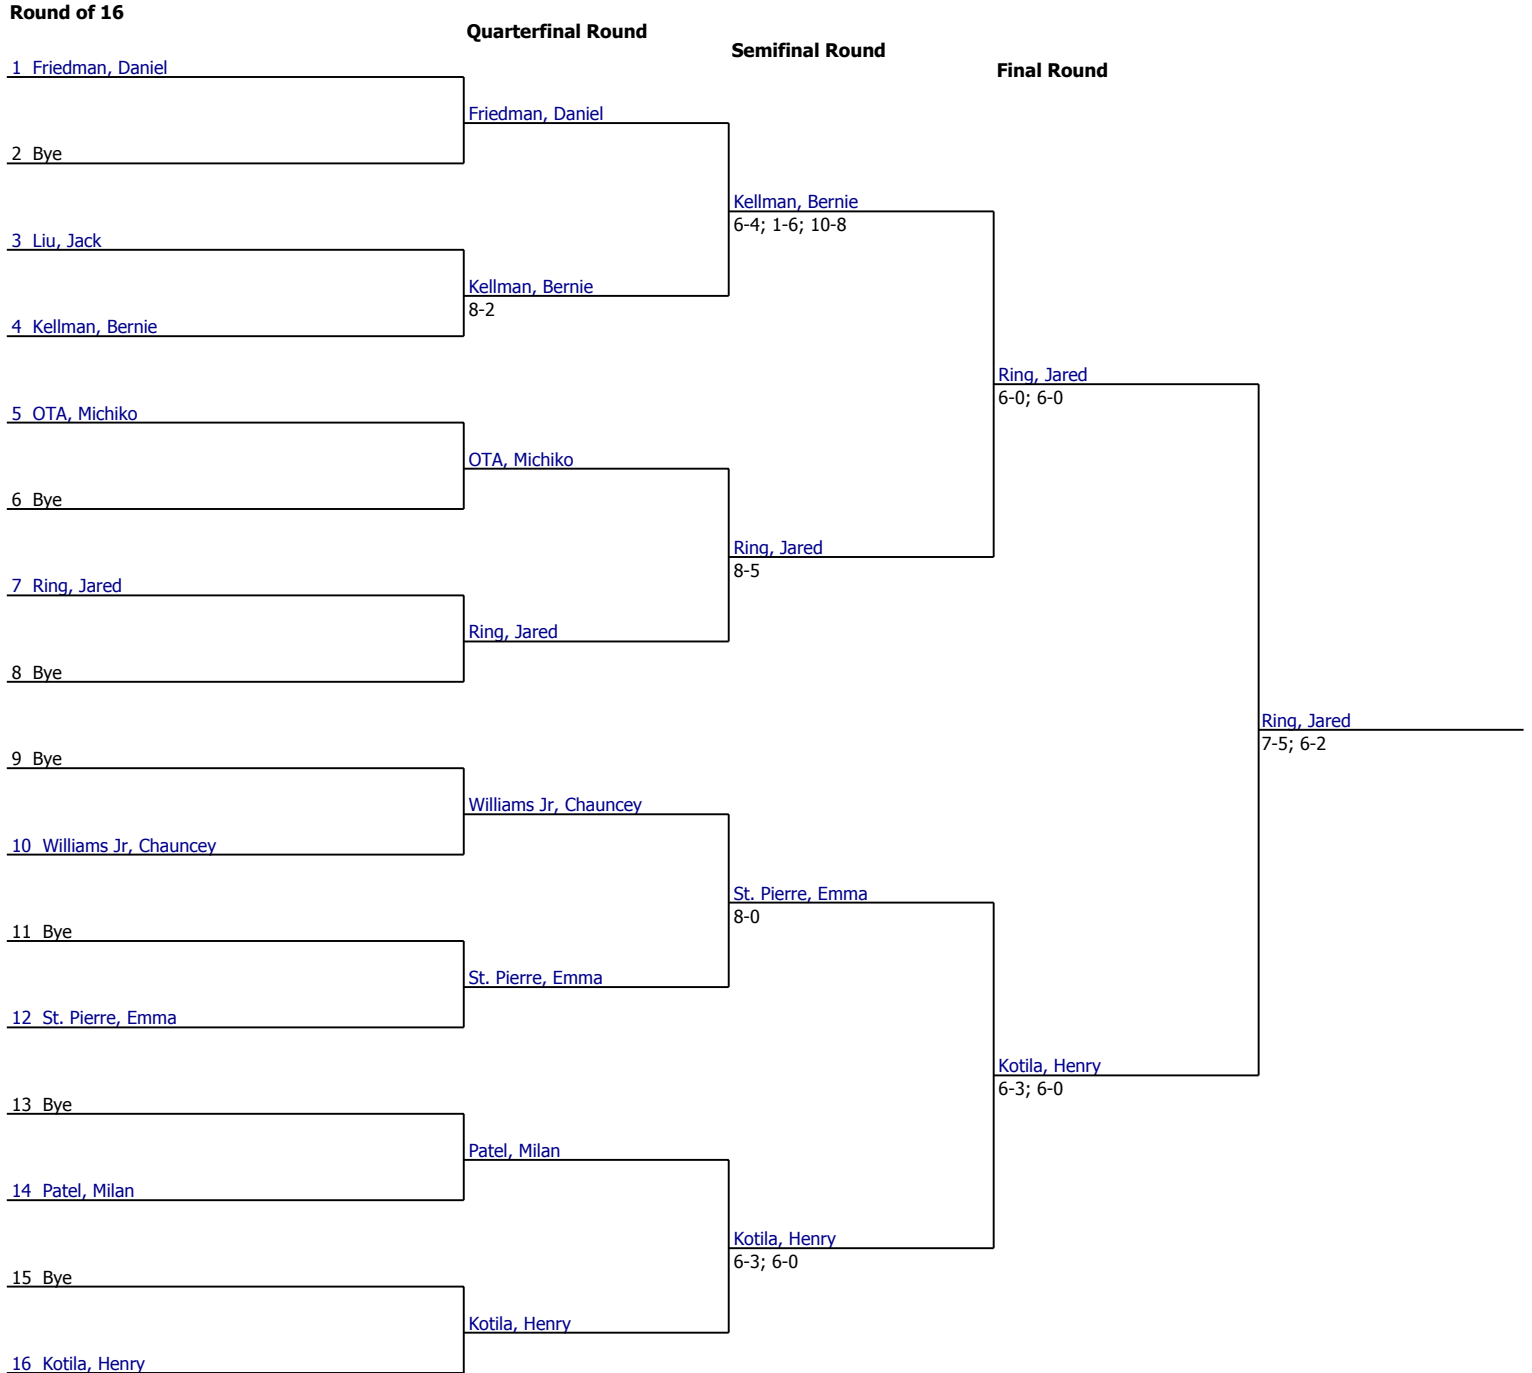 Round of 16
Quarterfinal Round
Semifinal Round
Final Round
1 Friedman, Daniel
Friedman, Daniel
2 Bye
Kellman, Bernie
6-4; 1-6; 10-8
3 Liu, Jack
Kellman, Bernie
8-2
4 Kellman, Bernie
Ring, Jared
6-0; 6-0
5 OTA, Michiko
OTA, Michiko
6 Bye
Ring, Jared
8-5
7 Ring, Jared
Ring, Jared
8 Bye
Ring, Jared
7-5; 6-2
9 Bye
Williams Jr, Chauncey
10 Williams Jr, Chauncey
St. Pierre, Emma
8-0
11 Bye
St. Pierre, Emma
12 St. Pierre, Emma
Kotila, Henry
6-3; 6-0
13 Bye
Patel, Milan
14 Patel, Milan
Kotila, Henry
6-3; 6-0
15 Bye
Kotila, Henry
16 Kotila, Henry